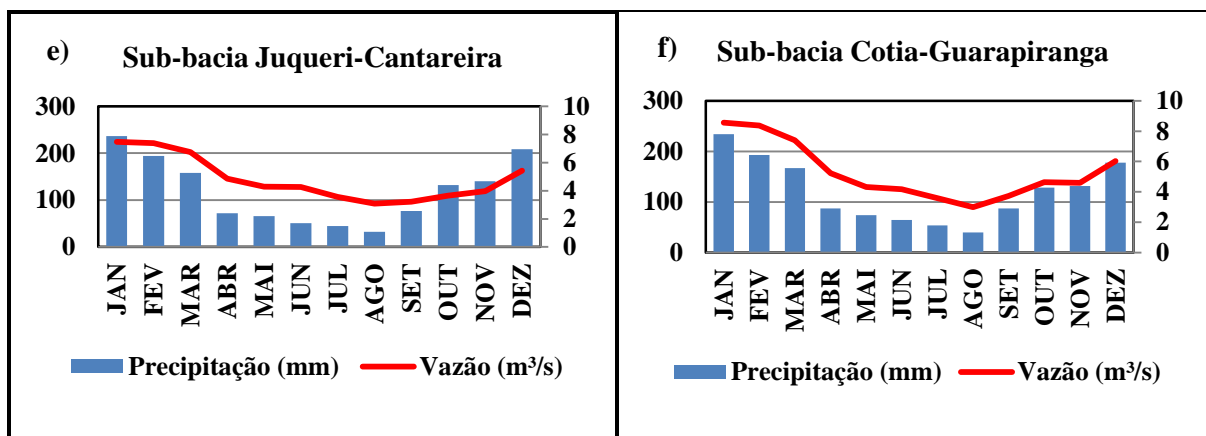 e) Sub-bacia Juqueri-Cantareira
300
200
100
0
10
8
6
4
2
0
JAN
FEV
MAR
ABR
MAI
JUN
JUL
AGO
SET
OUT
NOV
DEZ
Precipitação (mm) Vazão (m³/s)
f) Sub-bacia Cotia-Guarapiranga
300
200
100
0
10
8
6
4
2
0
JAN
FEV
MAR
ABR
MAI
JUN
JUL
AGO
SET
OUT
NOV
DEZ
Precipitação (mm) Vazão (m³/s)